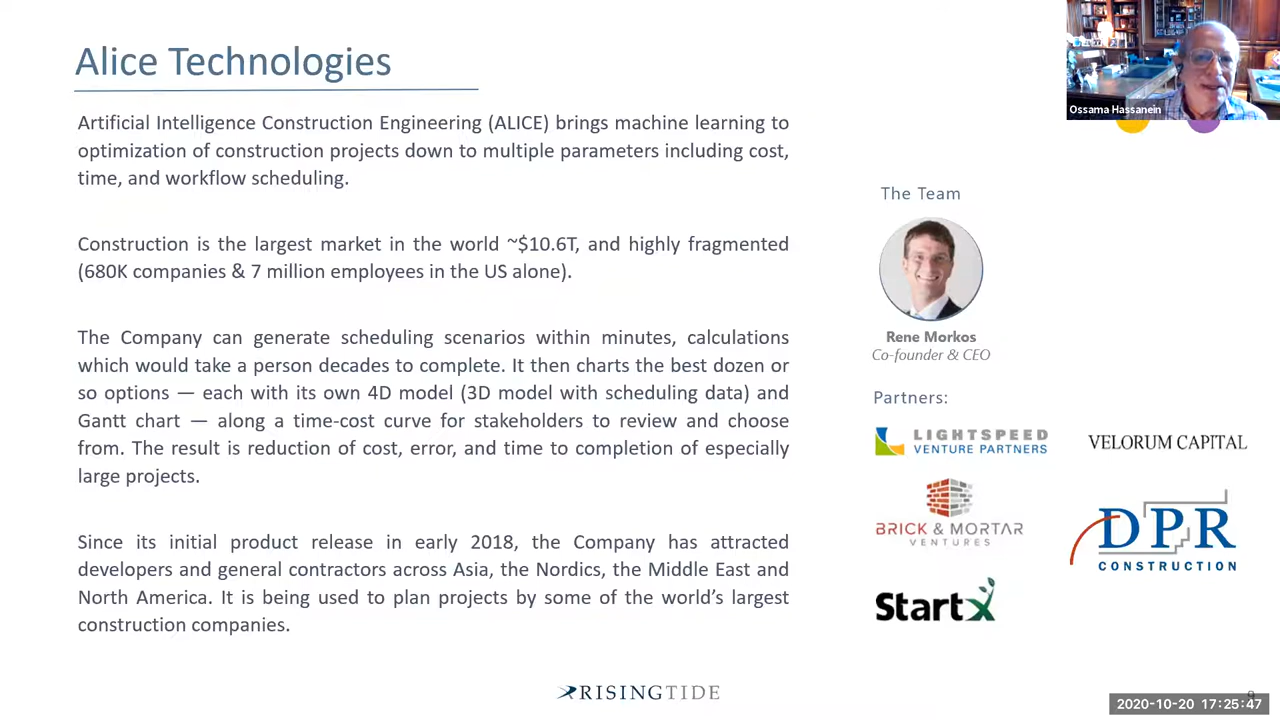 Alice Technologies
Artificial Intelligence Construction Engineering (ALICE) brings machine learning to
optimization of construction projects down to multiple parameters including cost,
time, and workflow scheduling.
Construction is the largest market in the world ~$10.6T, and highly fragmented
(680K companies & 7 million employees in the US alone).
The Company can generate scheduling scenarios within minutes, calculations
which would take a person decades to complete. It then charts the best dozen or
so options — each with its own 4D model (3D model with scheduling data) and
Gantt chart — along a time-cost curve for stakeholders to review and choose
from. The result is reduction of cost, error, and time to completion of especially
large projects.
Since its initial product release in early 2018, the Company has attracted
developers and general contractors across Asia, the Nordics, the Middle East and
North America. It is being used to plan projects by some of the world's largest
construction companies.
Ossama Hassanein
The Team
Rene Morkos
Co-founder & CEO
Partners:
LIGHTSPEED
VENTURE PARTNERS
VELORUM CAPITAL
BRICK & MORTAR
VENTURES
DPR
CONSTRUCTION
StartX
RISINGTIDE
9
2020-10-20 17:25:47